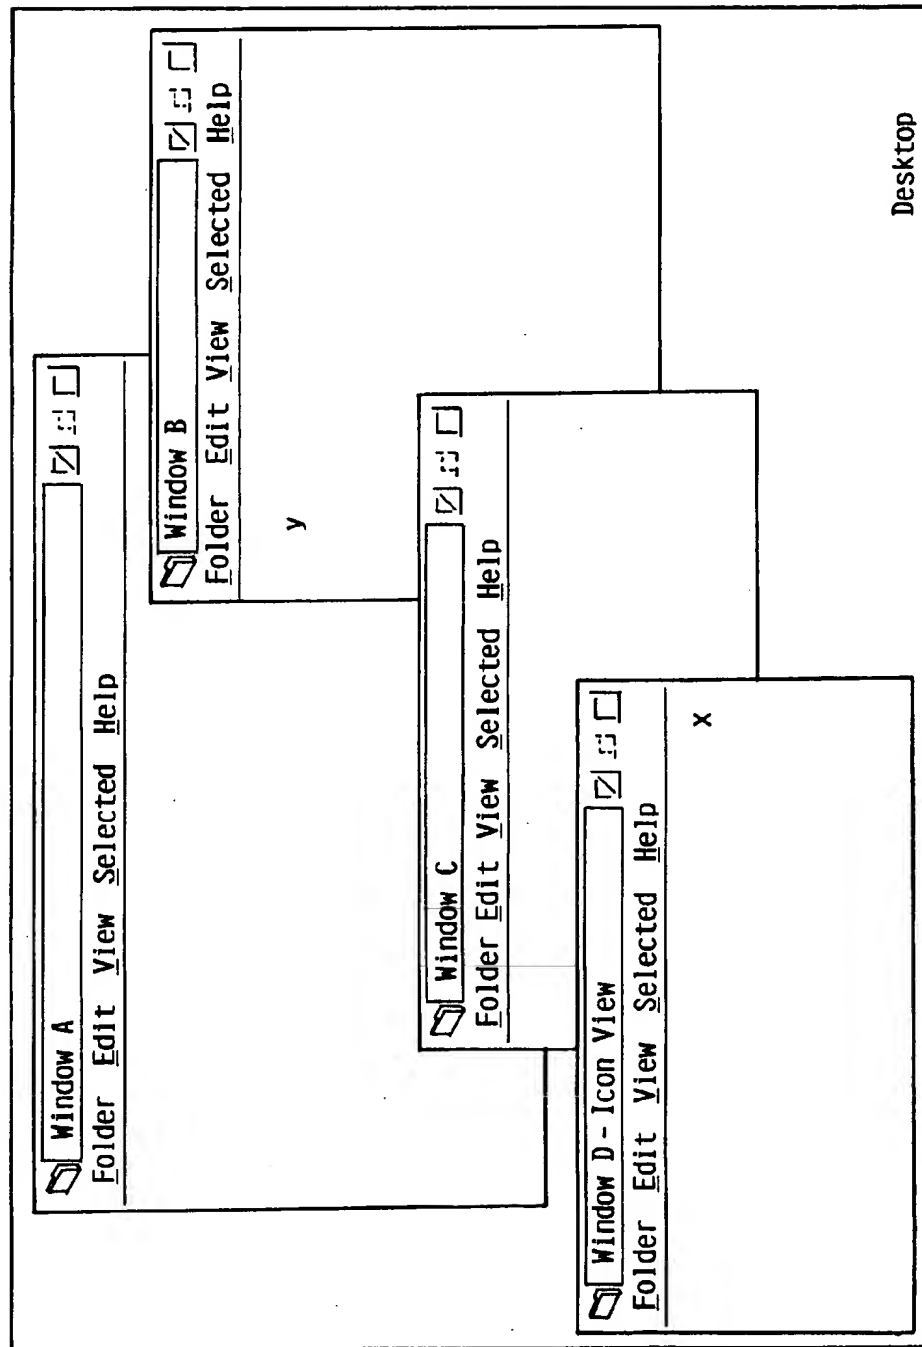 Window A
Folder Edit View Selected Help
Window B
Folder Edit View Selected Help
y
Window C
Folder Edit View Selected Help
Window D - Icon View
Folder Edit View Selected Help
x
Desktop